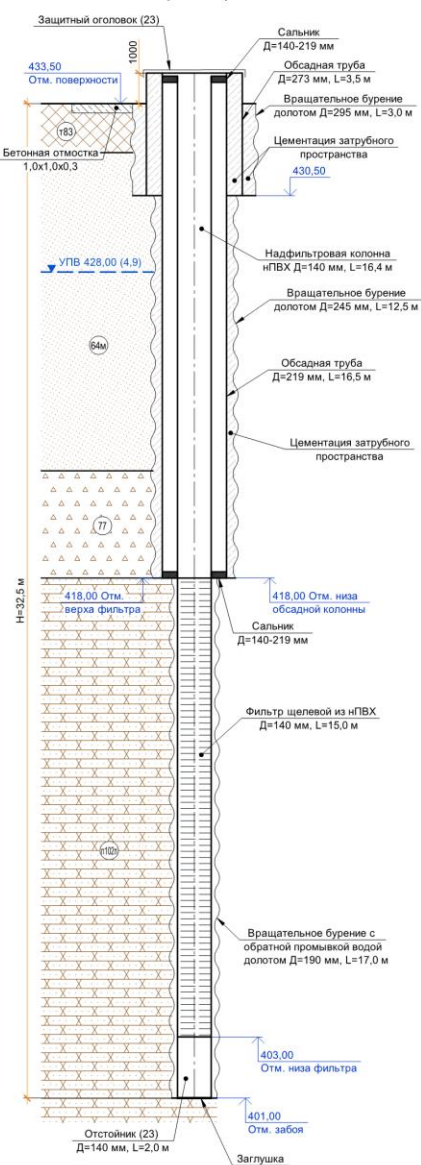 Защитный оголовок (23)
Сальник
Д=140-219 мм
1000
433,50
Отм. поверхности
Обсадная труба
Д=273 мм, L=3,5 м
Вращательное бурение
долотом Д=295 мм, L=3,0 м
т83
Бетонная отмостка
1,0х1,0х0,3
Цементация затрубного
пространства
430,50
УПВ 428,00 (4,9)
Надфильтровая колонна
нПВХ Д=140 мм, L=16,4 м
Вращательное бурение
долотом Д=245 мм, L=12,5 м
64м
Обсадная труба
Д=219 мм, L=16,5 м
Цементация затрубного
пространства
77
H=32,5 м
418,00 Отм.
верха фильтра
418,00 Отм. низа
обсадной колонны
Сальник
Д=140-219 мм
Фильтр щелевой из нПВХ
Д=140 мм, L=15,0 м
Вращательное бурение с
обратной промывкой водой
долотом Д=190 мм, L=17,0 м
403,00
Отм. низа фильтра
401,00
Отм. забоя
Отстойник (23)
Д=140 мм, L=2,0 м
Заглушка